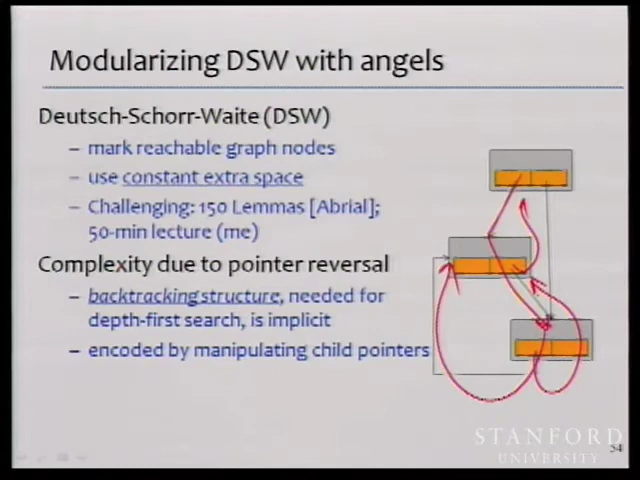 Modularizing DSW with angels
Deutsch-Schorr-Waite (DSW)
– mark reachable graph nodes
– use constant extra space
– Challenging: 150 Lemmas [Abrial];
50-min lecture (me)
Complexity due to pointer reversal
– backtracking structure, needed for
depth-first search, is implicit
– encoded by manipulating child pointers
STANFORD
UNIVERSITY
54